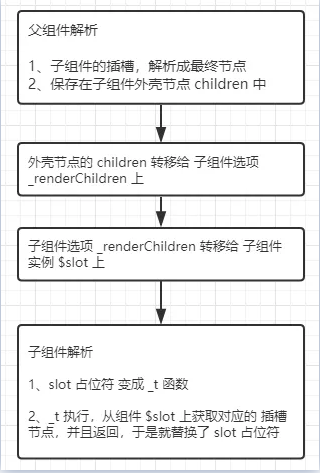 父组件解析
1、子组件的插槽，解析成最终节点
2、保存在子组件外壳节点 children 中
外壳节点的 children 转移给 子组件选项
_renderChildren 上
子组件选项 _renderChildren 转移给 子组件
实例 $slot 上
子组件解析
1、slot 占位符 变成 _t 函数
2、_t 执行，从组件 $slot 上获取对应的 插槽
节点，并且返回，于是就替换了 slot 占位符